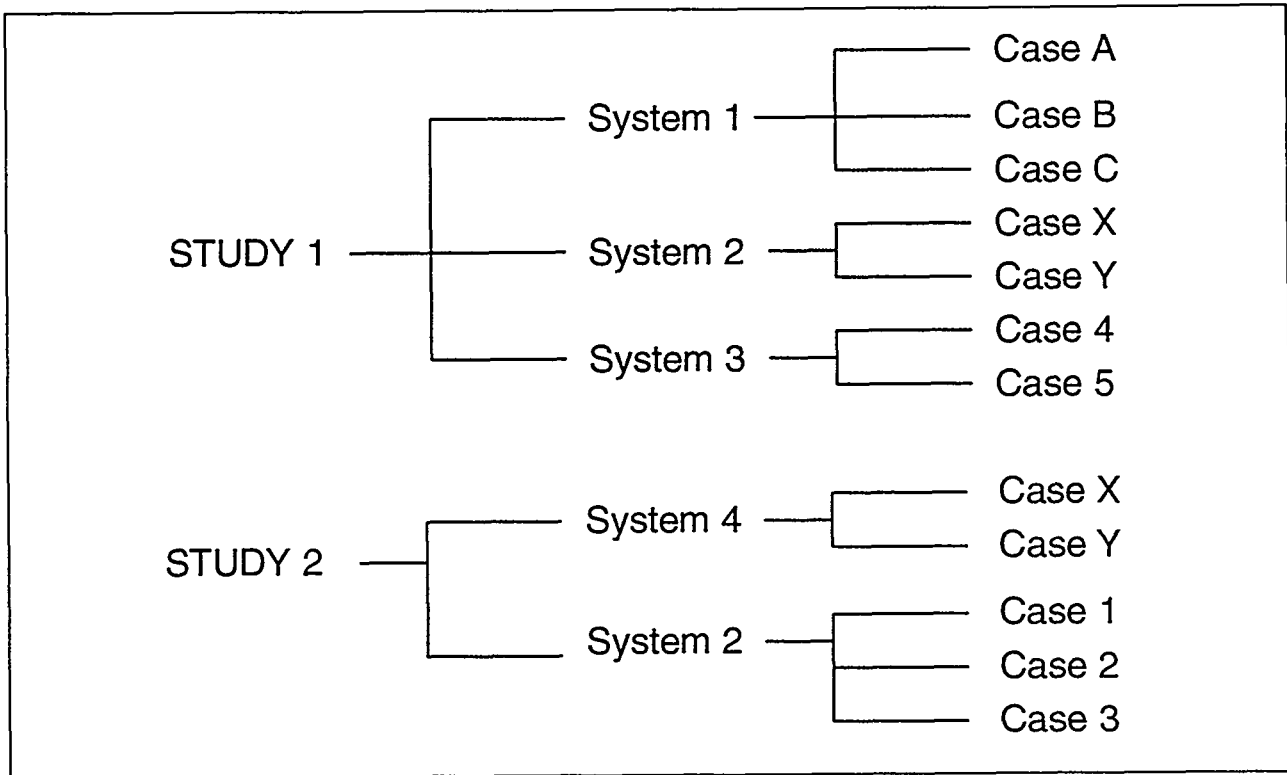 Case A
System 1
Case B
Case C
Case X
STUDY 1
System 2
Case Y
Case 4
System 3
Case 5
Case X
System 4
Case Y
STUDY 2
Case 1
System 2
Case 2
Case 3